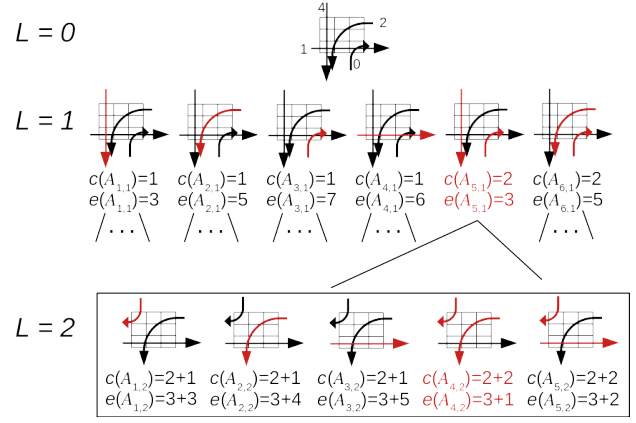 L = 0
4
2
1
0
L = 1
c(A1,1)=1 c(A2,1)=1 c(A3,1)=1 c(A4,1)=1 c(A5,1)=2 c(A6,1)=2
e(A1,1)=3 e(A2,1)=5 e(A3,1)=7 e(A4,1)=6 e(A5,1)=3 e(A6,1)=5
... ... ... ... ...
L = 2
c(A1,2)=2+1 c(A2,2)=2+1 c(A3,2)=2+1 c(A4,2)=2+2 c(A5,2)=2+2
e(A1,2)=3+3 e(A2,2)=3+4 e(A3,2)=3+5 e(A4,2)=3+1 e(A5,2)=3+2